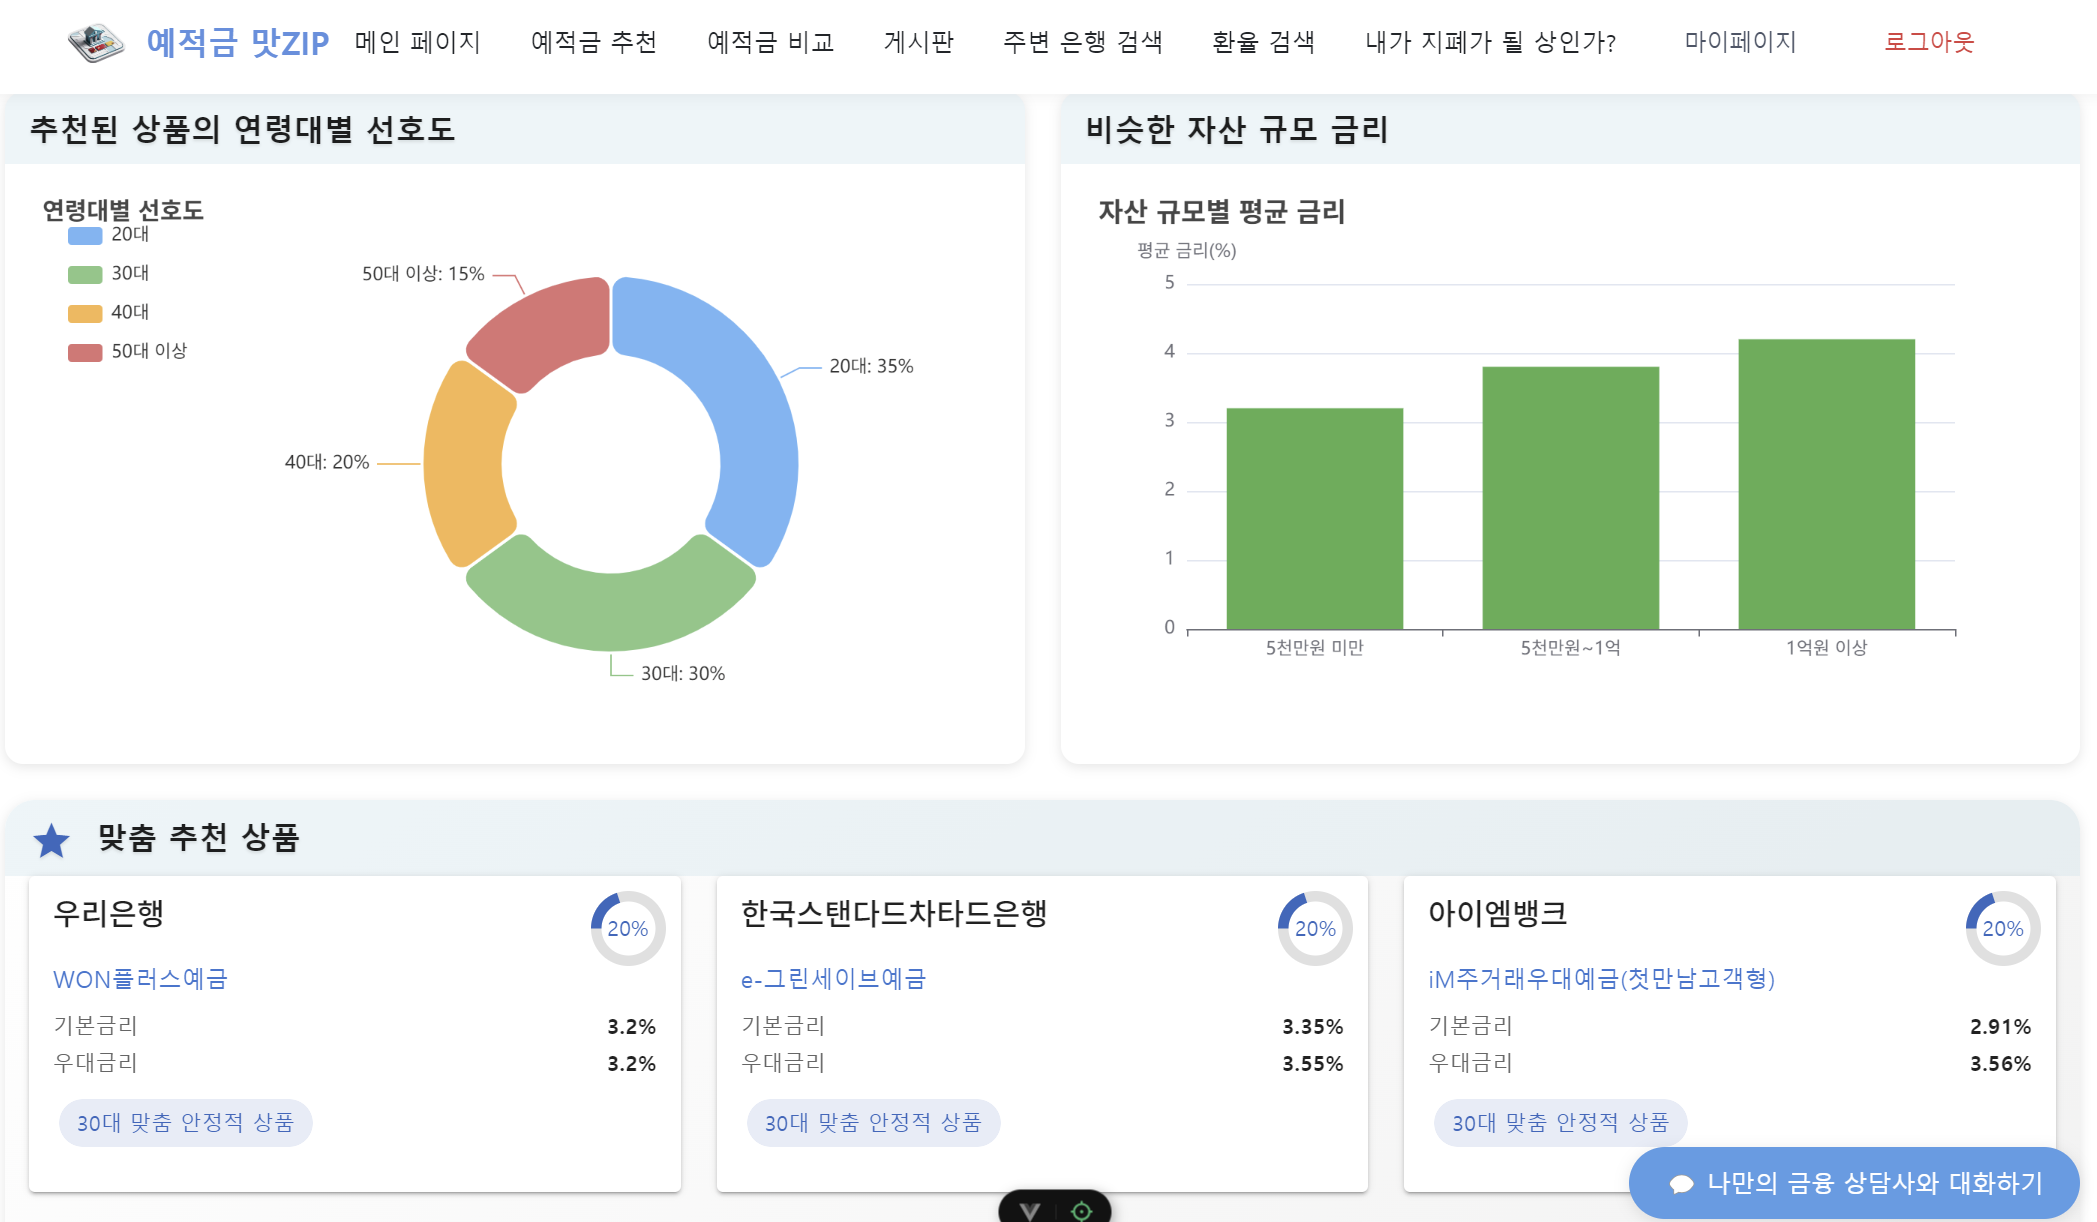 예적금 맛ZIP 메인 페이지 예적금 추천 예적금 비교 게시판 주변 은행 검색 환율 검색 내가 지폐가 될 상인가? 마이페이지 로그아웃
추천된 상품의 연령대별 선호도
연령대별 선호도
20대
30대
40대
50대 이상
50대 이상: 15%
20대: 35%
40대: 20%
30대: 30%
비슷한 자산 규모 금리
자산 규모별 평균 금리
평균 금리(%)
5
4
3
2
1
0
5천만원 미만 5천만원~1억 1억원 이상
맞춤 추천 상품
우리은행 20%
WON플러스예금
기본금리 3.2%
우대금리 3.2%
30대 맞춤 안정적 상품
한국스탠다드차타드은행 20%
e-그린세이브예금
기본금리 3.35%
우대금리 3.55%
30대 맞춤 안정적 상품
아이엠뱅크 20%
iM주거래우대예금(첫만남고객형)
기본금리 2.91%
우대금리 3.56%
30대 맞춤 안정적 상품
나만의 금융 상담사와 대화하기